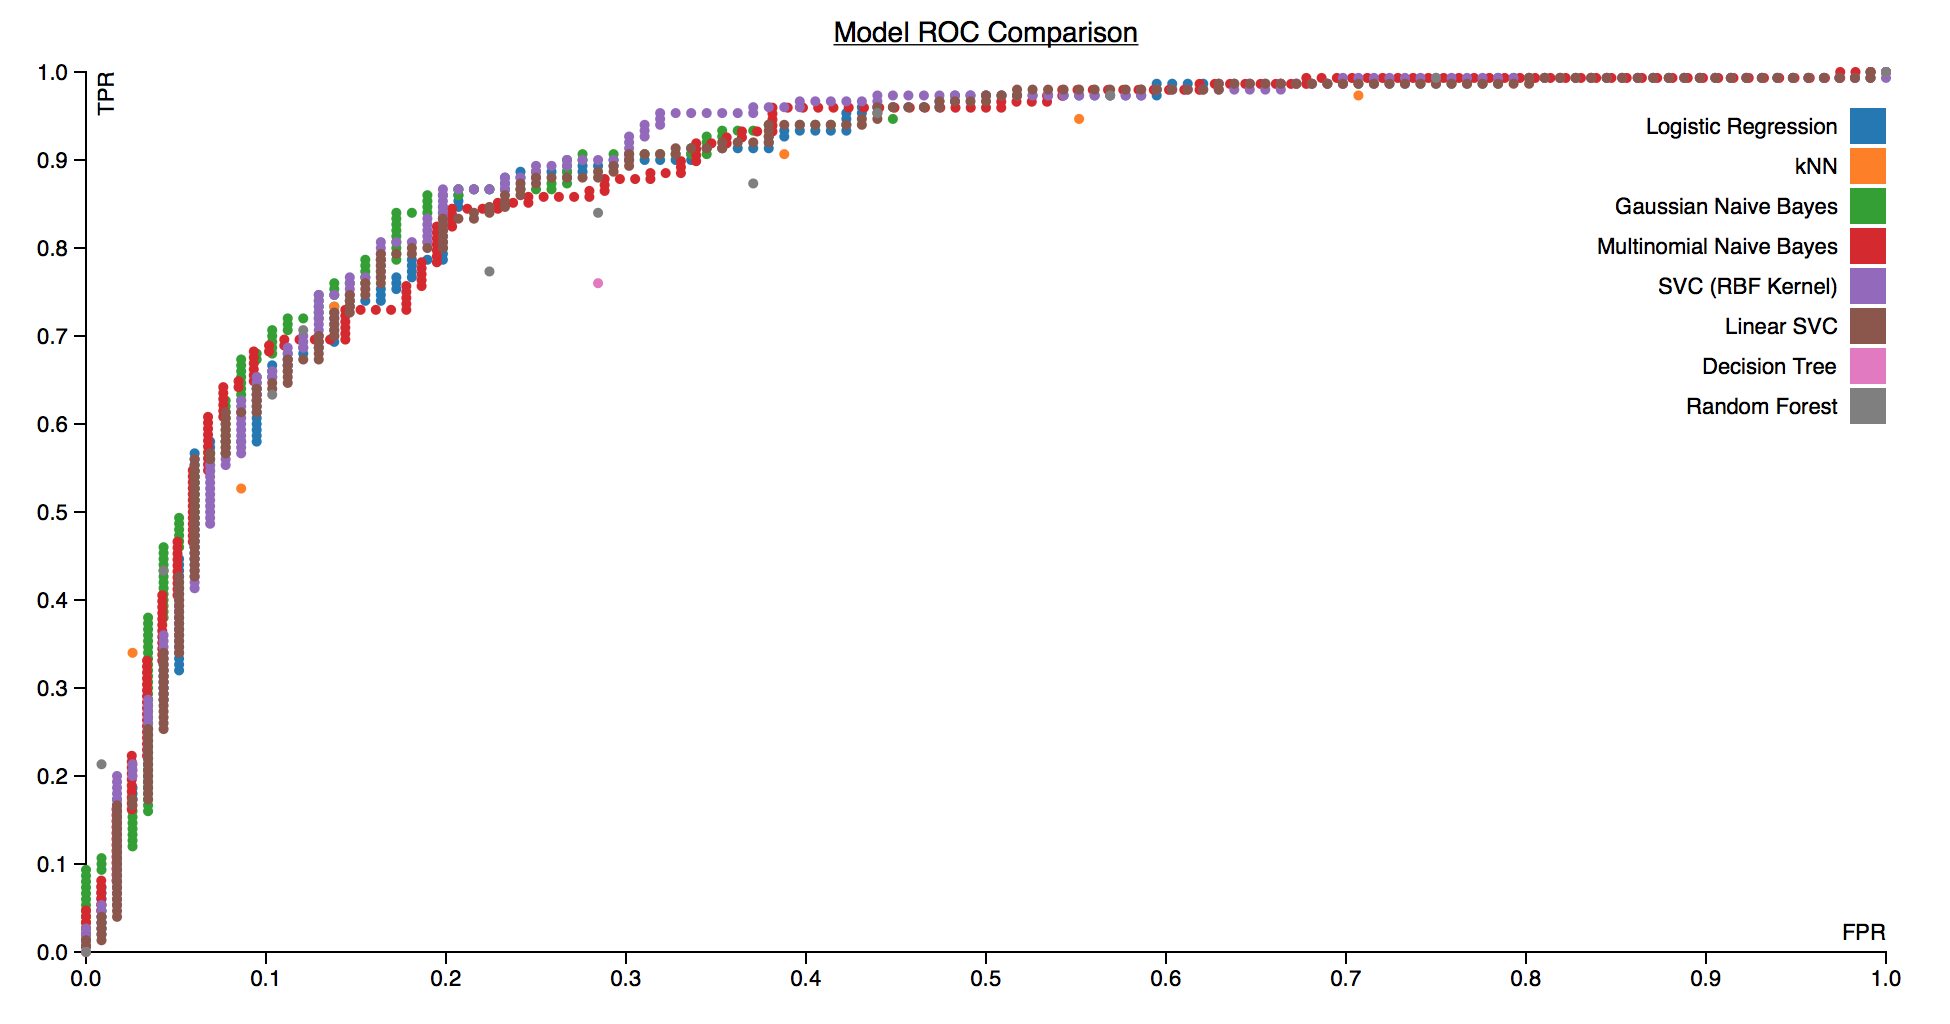 Model ROC Comparison
TPR
1.0
0.9
0.8
0.7
0.6
0.5
0.4
0.3
0.2
0.1
0.0
Logistic Regression
kNN
Gaussian Naive Bayes
Multinomial Naive Bayes
SVC (RBF Kernel)
Linear SVC
Decision Tree
Random Forest
FPR
0.0 0.1 0.2 0.3 0.4 0.5 0.6 0.7 0.8 0.9 1.0